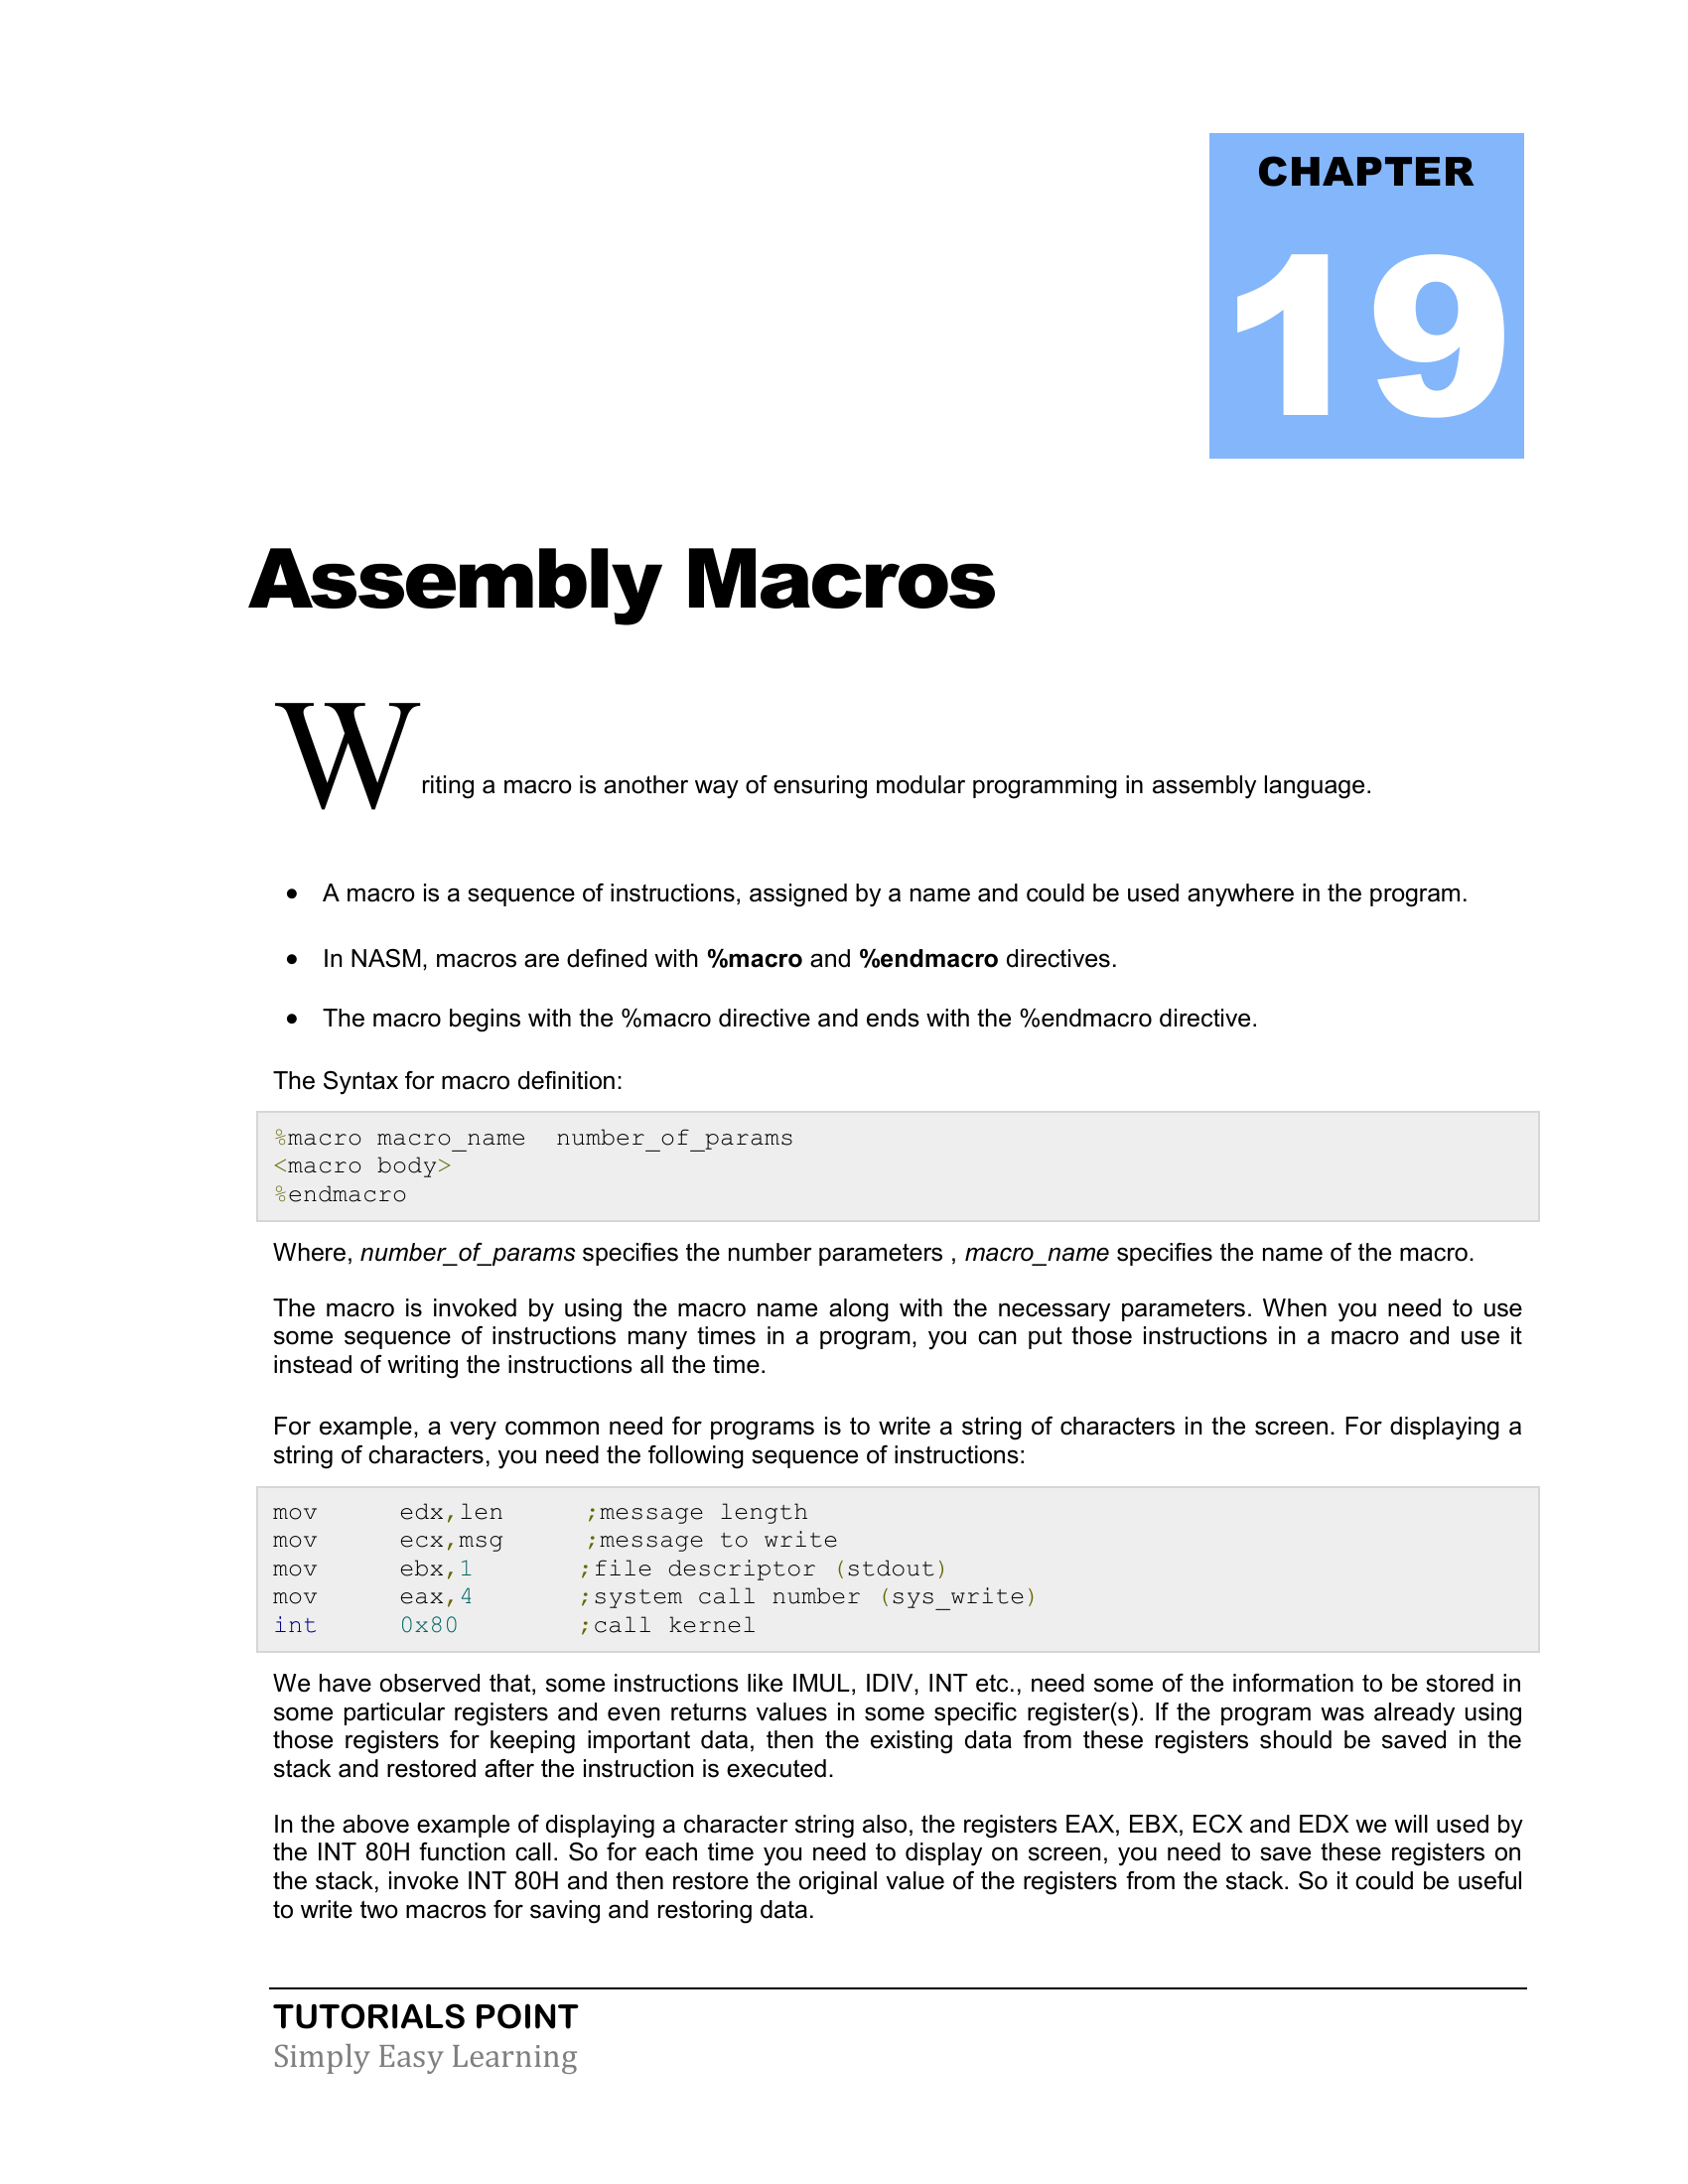 CHAPTER
19
Assembly Macros
Writing a macro is another way of ensuring modular programming in assembly language.
• A macro is a sequence of instructions, assigned by a name and could be used anywhere in the program.
• In NASM, macros are defined with %macro and %endmacro directives.
• The macro begins with the %macro directive and ends with the %endmacro directive.
The Syntax for macro definition:
%macro macro_name  number_of_params
<macro body>
%endmacro
Where, number_of_params specifies the number parameters , macro_name specifies the name of the macro.
The macro is invoked by using the macro name along with the necessary parameters. When you need to use
some sequence of instructions many times in a program, you can put those instructions in a macro and use it
instead of writing the instructions all the time.
For example, a very common need for programs is to write a string of characters in the screen. For displaying a
string of characters, you need the following sequence of instructions:
mov edx,len ;message length
mov ecx,msg ;message to write
mov ebx,1 ;file descriptor (stdout)
mov eax,4 ;system call number (sys_write)
int 0x80 ;call kernel
We have observed that, some instructions like IMUL, IDIV, INT etc., need some of the information to be stored in
some particular registers and even returns values in some specific register(s). If the program was already using
those registers for keeping important data, then the existing data from these registers should be saved in the
stack and restored after the instruction is executed.
In the above example of displaying a character string also, the registers EAX, EBX, ECX and EDX we will used by
the INT 80H function call. So for each time you need to display on screen, you need to save these registers on
the stack, invoke INT 80H and then restore the original value of the registers from the stack. So it could be useful
to write two macros for saving and restoring data.
TUTORIALS POINT
Simply Easy Learning